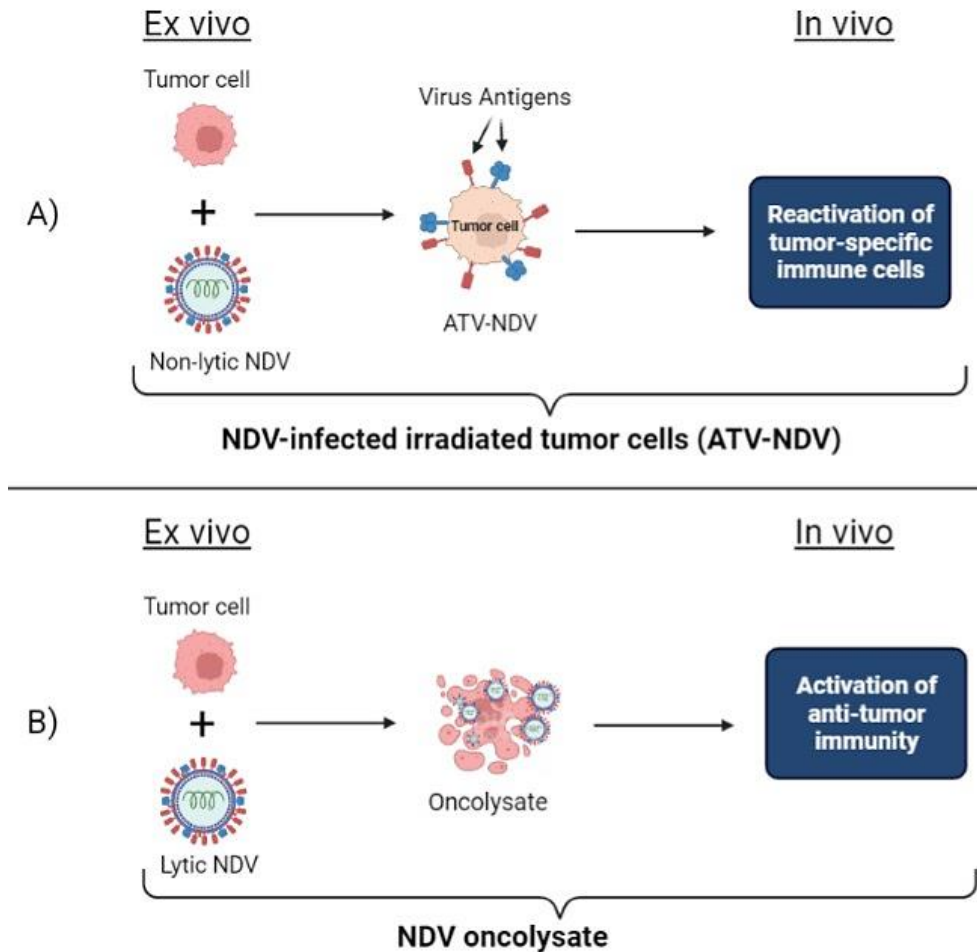 Ex vivo
In vivo
Tumor cell
Virus Antigens
A)
+
Tumor cell
Reactivation of
tumor-specific
immune cells
ATV-NDV
Non-lytic NDV
NDV-infected irradiated tumor cells (ATV-NDV)
Ex vivo
In vivo
Tumor cell
B)
+
Activation of
anti-tumor
immunity
Oncolysate
Lytic NDV
NDV oncolysate